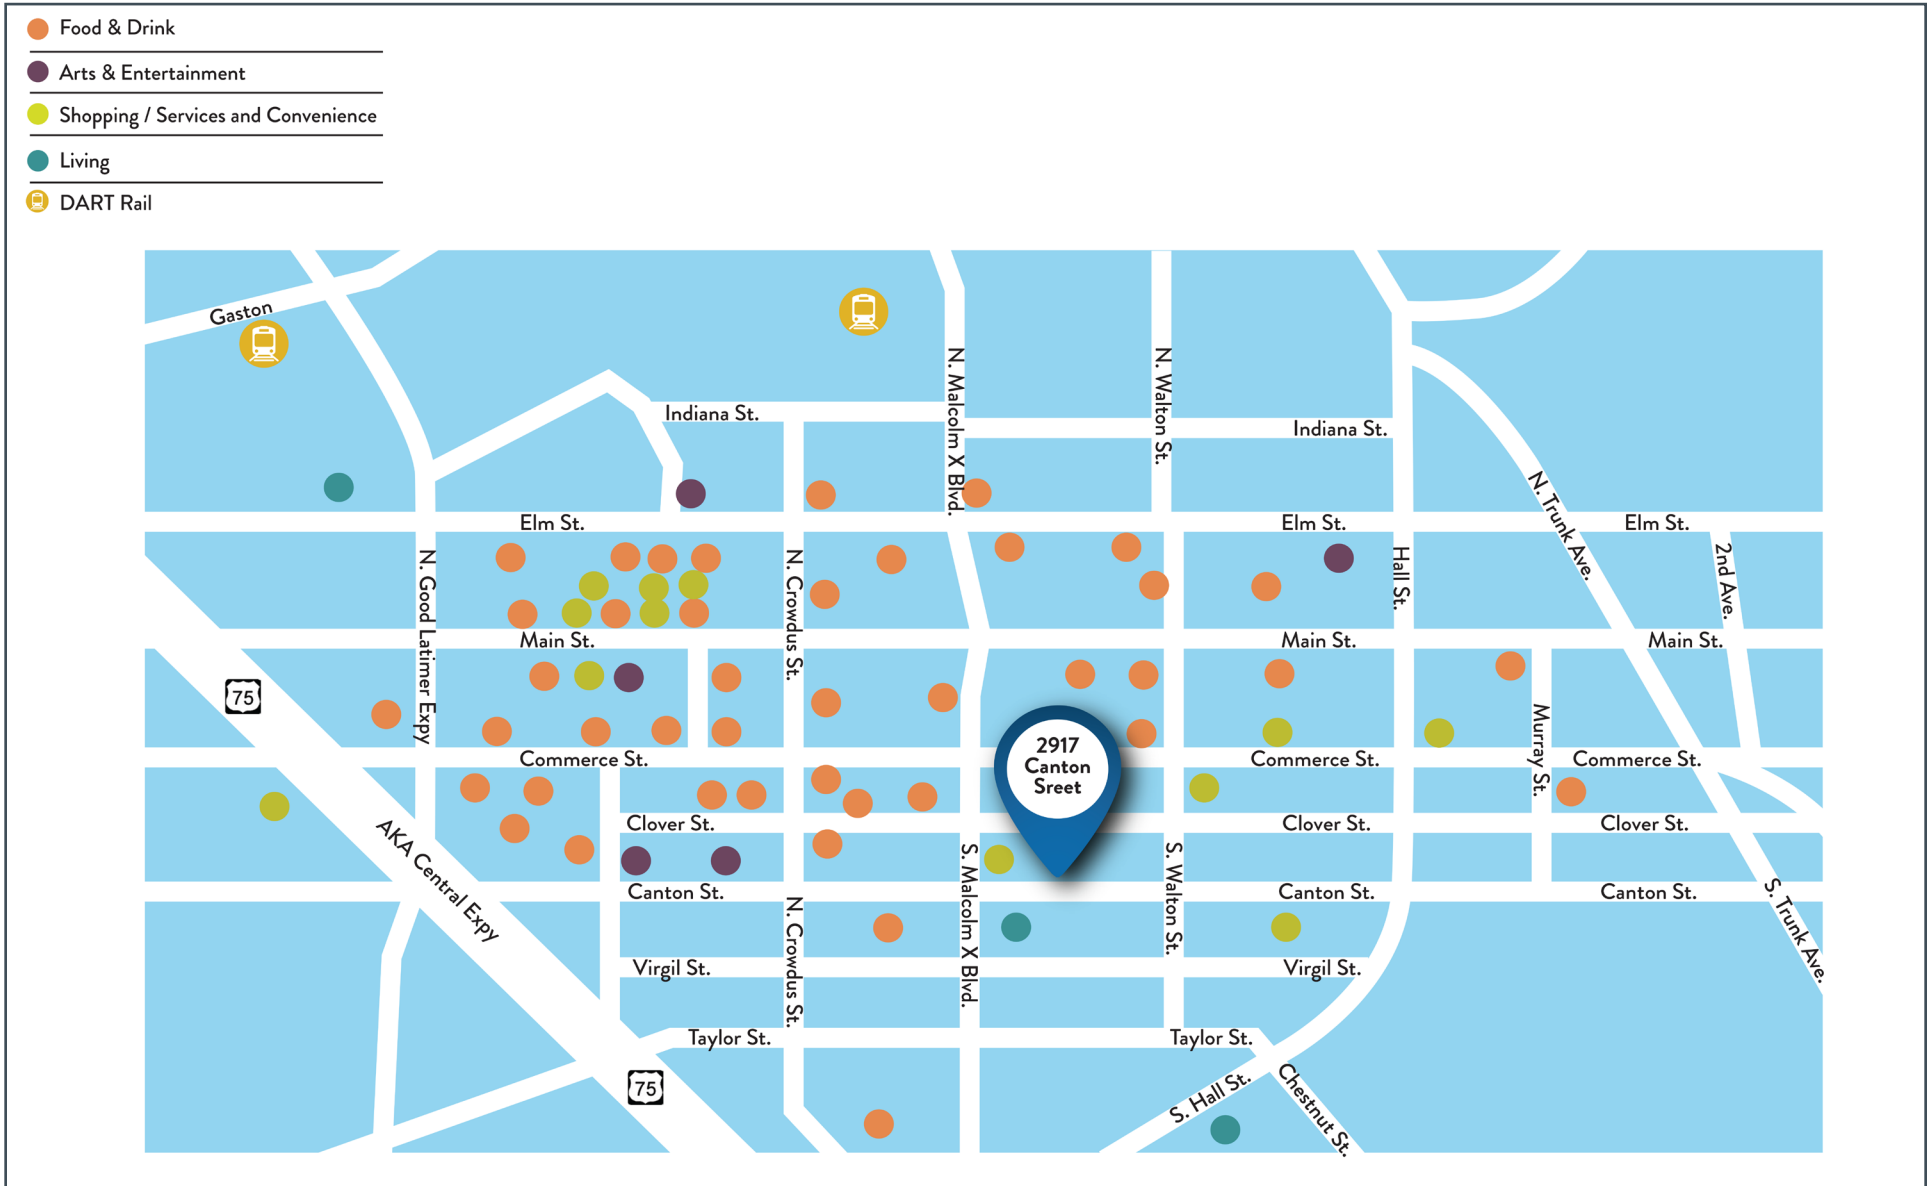 Food & Drink
Arts & Entertainment
Shopping / Services and Convenience
Living
DART Rail
Gaston
Indiana St.
Indiana St.
N. Malcolm X Blvd.
N. Walton St.
Elm St.
Elm St.
Elm St.
N. Trunk Ave.
N. Good Latimer Expy
N. Crowdus St.
Hall St.
2nd Ave.
Main St.
Main St.
Main St.
75
Murray St.
2917
Canton
Sreet
Commerce St.
Commerce St.
Commerce St.
AKA Central Expy
Clover St.
Clover St.
Clover St.
S. Malcolm X Blvd.
S. Walton St.
Canton St.
Canton St.
Canton St.
S. Trunk Ave.
N. Crowdus St.
Virgil St.
Virgil St.
Taylor St.
Taylor St.
75
S. Hall St.
Chestnut St.